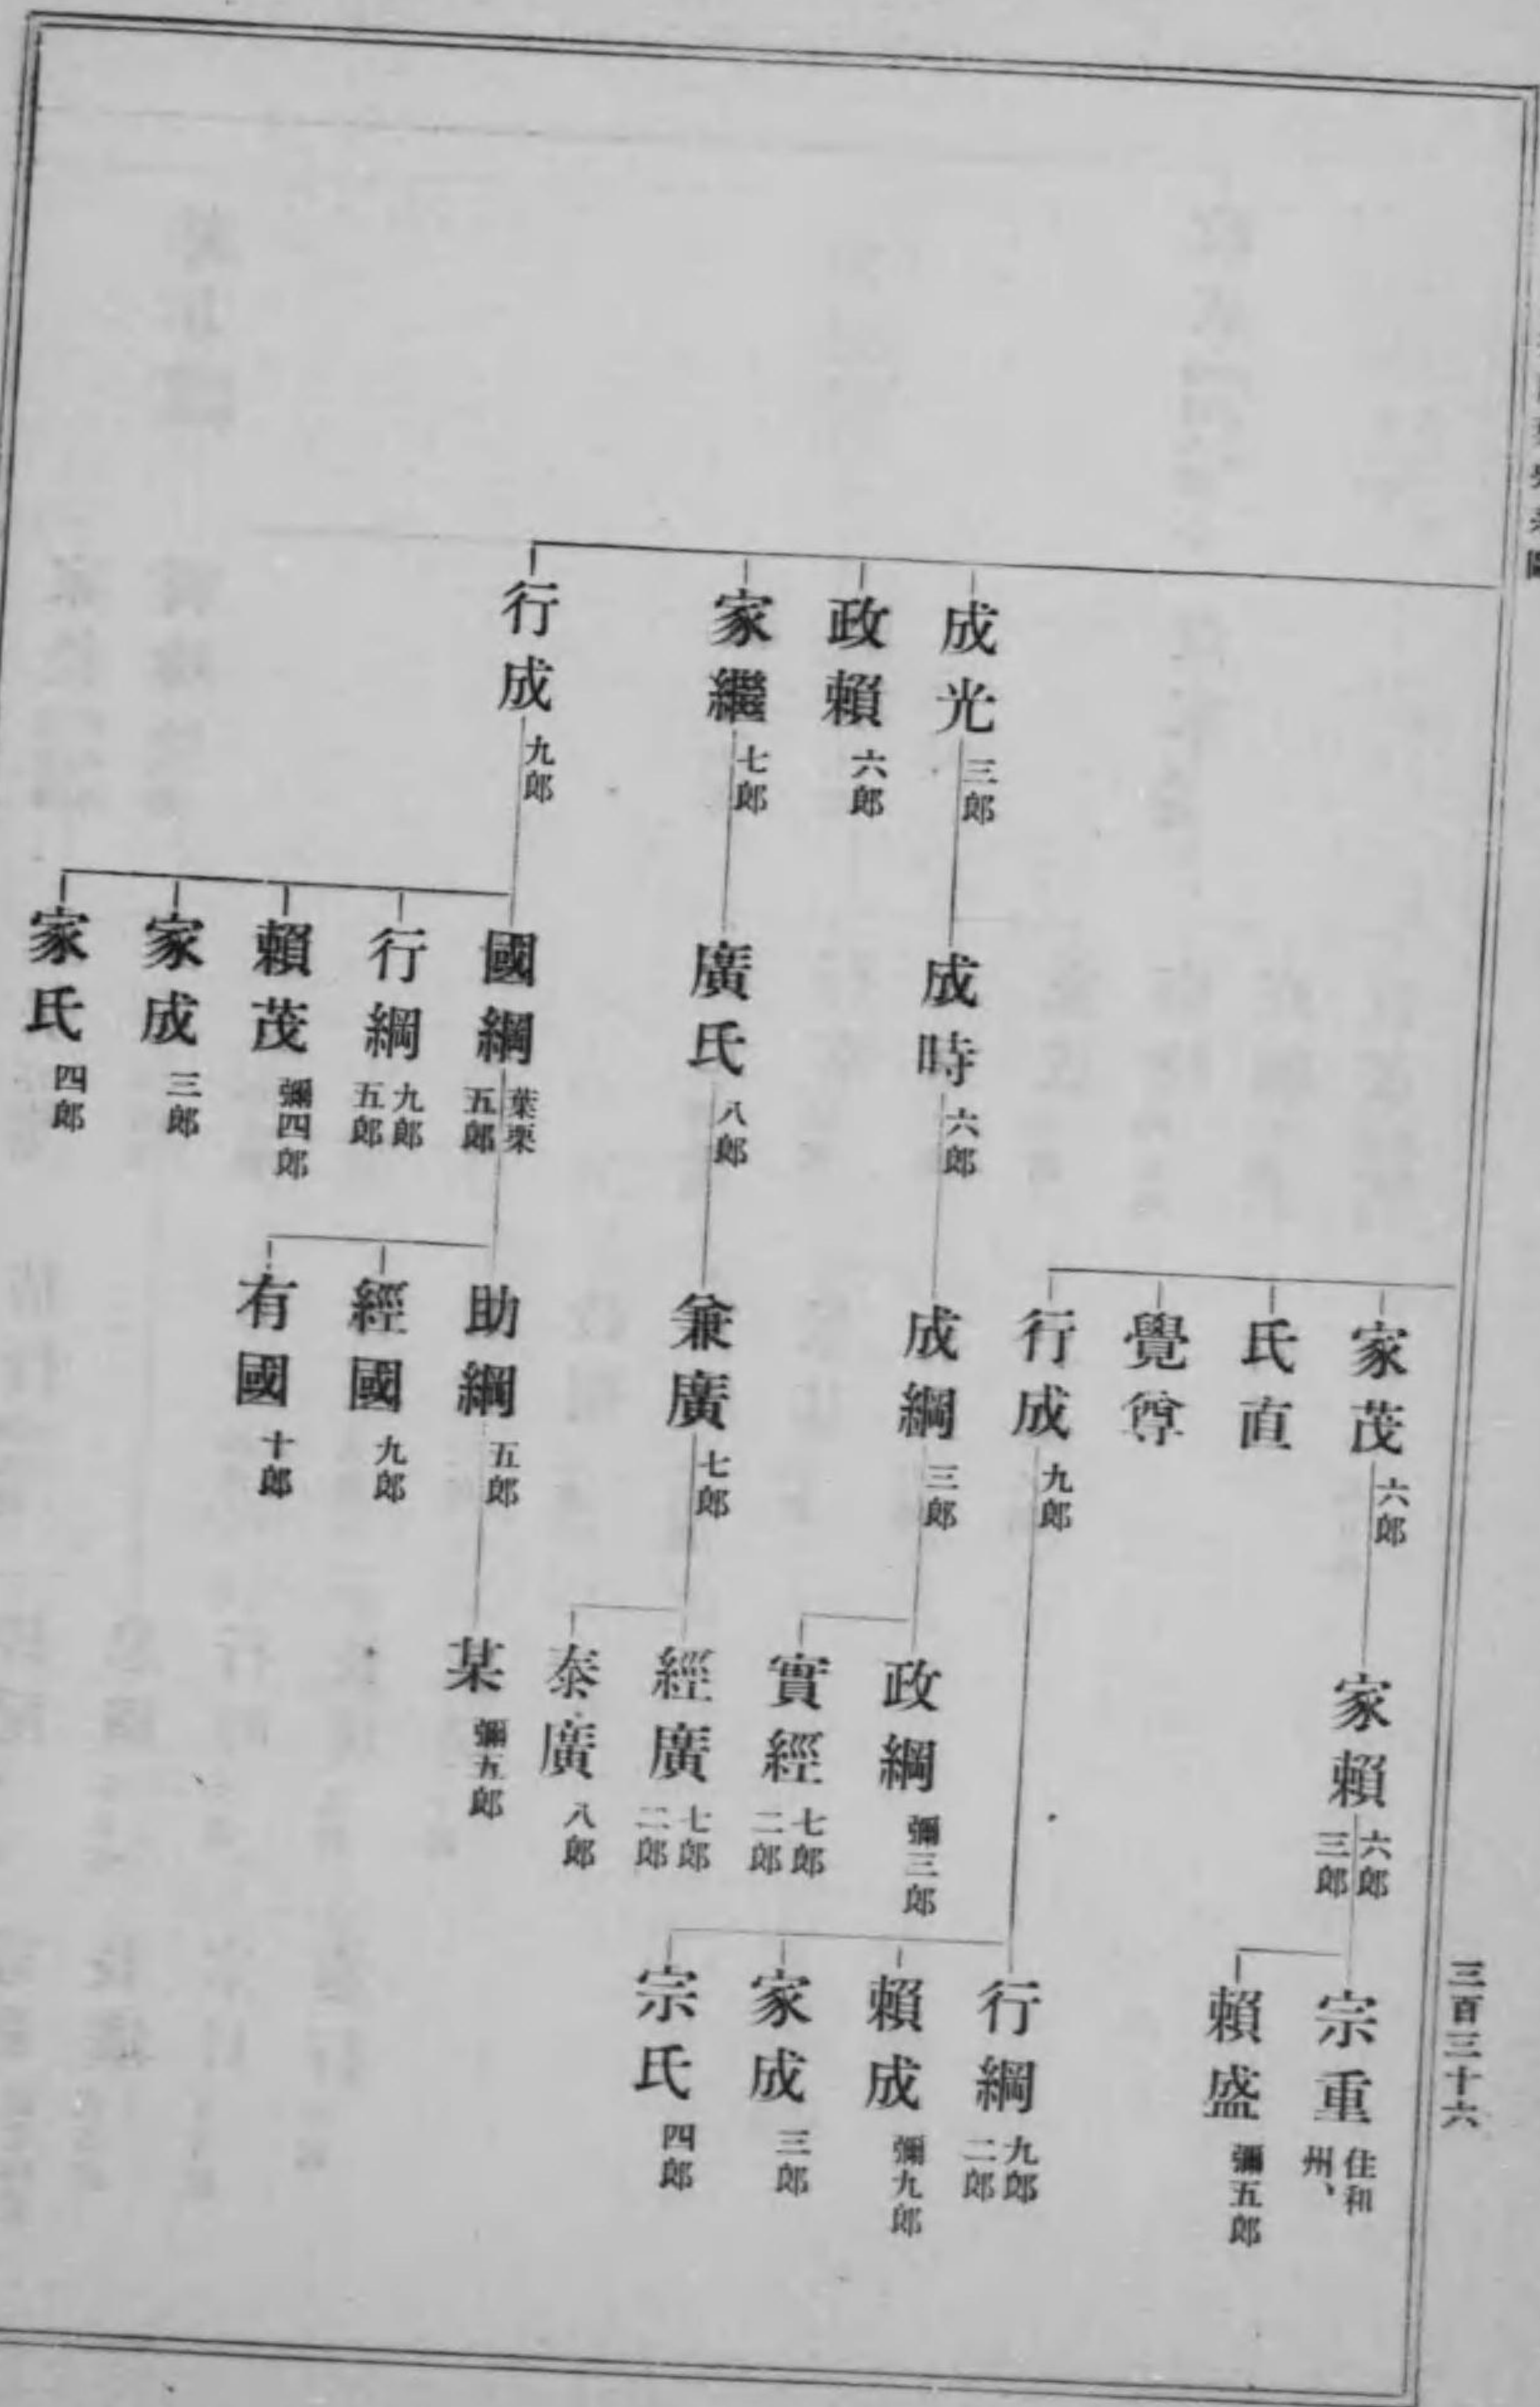 三百三十六
家茂 六郎
家賴 六郎三郎
宗重 住和州、
賴盛 彌五郎
氏直
覺尊
行成 九郎
行綱 九郎二郎
賴成 彌九郎
家成 三郎
宗氏 四郎
成光 三郎
成時 六郎
成綱 三郎
政綱 彌三郎
實經 七郎二郎
政賴 六郎
家繼 七郎
廣氏 八郎
兼廣 七郎
經廣 七郎二郎
泰廣 八郎
行成 九郎
國綱 葉栗五郎
助綱 五郎
某 彌五郎
經國 九郎
有國 十郎
行綱 九郎五郎
賴茂 彌四郎
家成 三郎
家氏 四郎